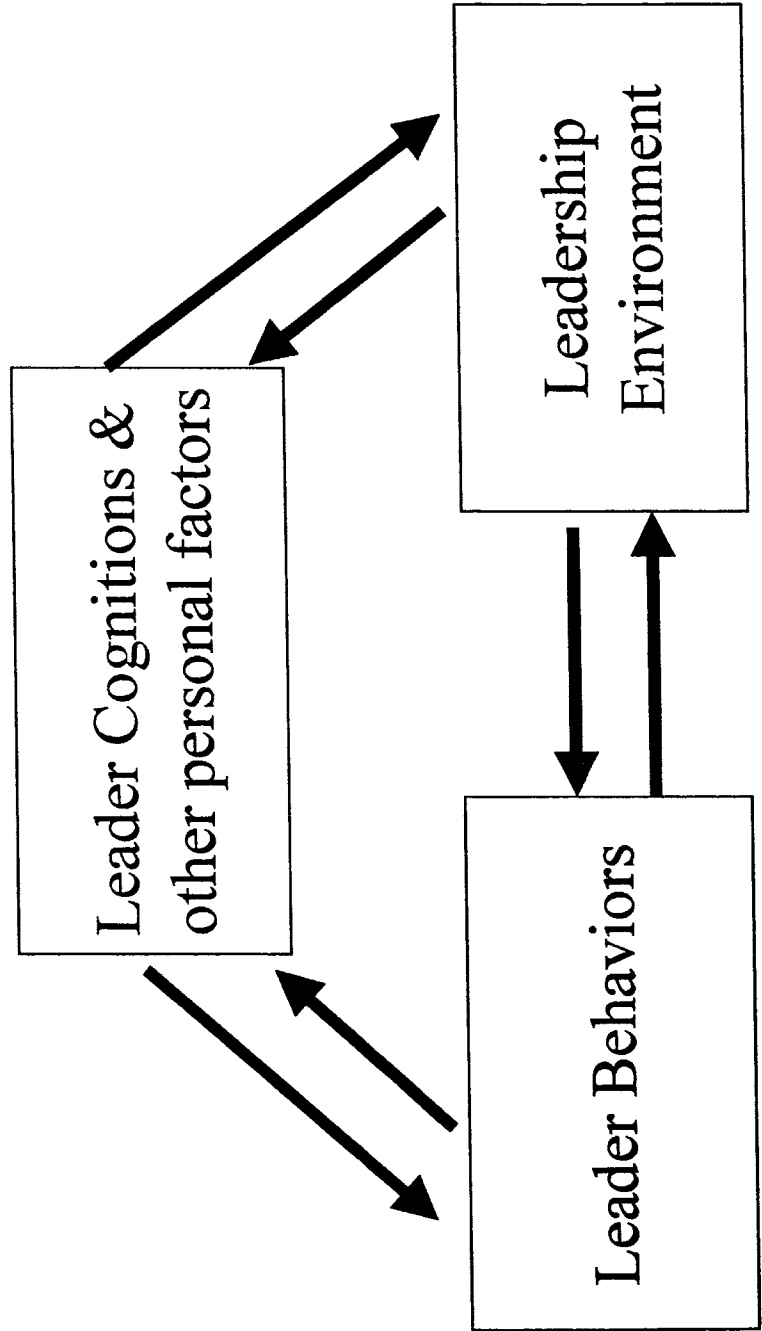 Leader Cognitions &
other personal factors
Leader Behaviors
Leadership
Environment